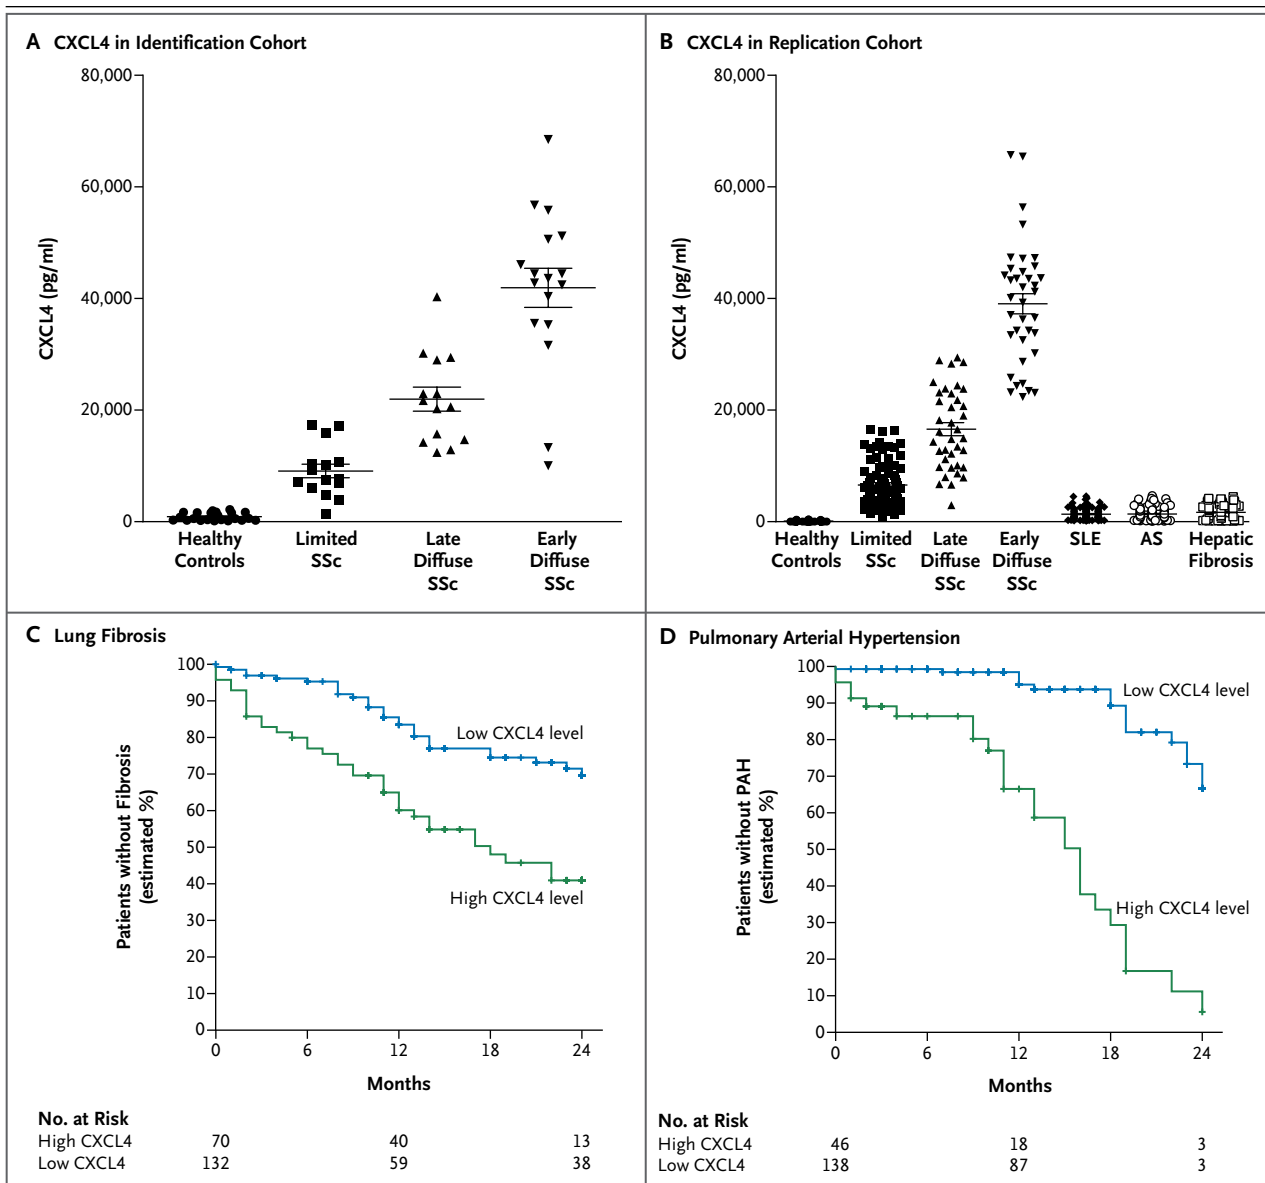 A CXCL4 in Identification Cohort
80,000
60,000
40,000
20,000
0
CXCL4 (pg/ml)
Healthy Controls
Limited SSc
Late Diffuse SSc
Early Diffuse SSc
B CXCL4 in Replication Cohort
80,000
60,000
40,000
20,000
0
CXCL4 (pg/ml)
Healthy Controls
Limited SSc
Late Diffuse SSc
Early Diffuse SSc
SLE
AS
Hepatic Fibrosis
C Lung Fibrosis
100
90
80
70
60
50
40
30
20
10
0
Patients without Fibrosis
(estimated %)
Low CXCL4 level
High CXCL4 level
0 6 12 18 24
Months
No. at Risk
High CXCL4 70 40 13
Low CXCL4 132 59 38
D Pulmonary Arterial Hypertension
100
90
80
70
60
50
40
30
20
10
0
Patients without PAH
(estimated %)
Low CXCL4 level
High CXCL4 level
0 6 12 18 24
Months
No. at Risk
High CXCL4 46 18 3
Low CXCL4 138 87 3